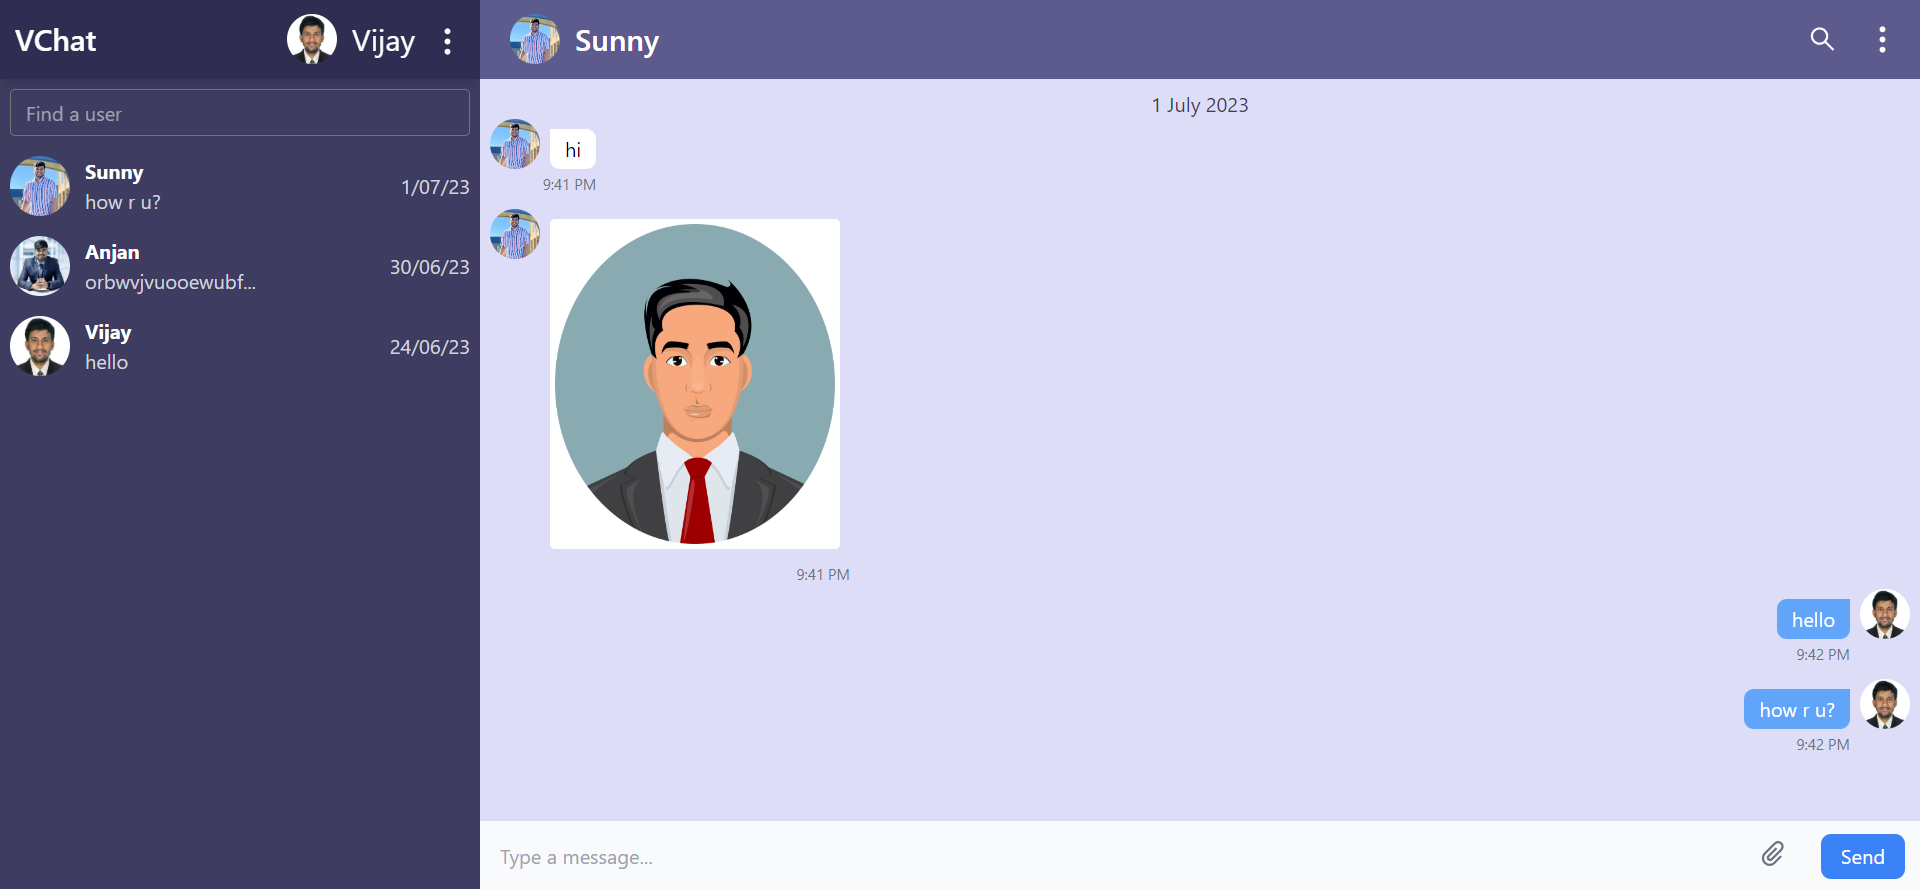 VChat
Vijay
Find a user
Sunny
1/07/23
how r u?
Anjan
30/06/23
orbwvjvuooewubf...
Vijay
24/06/23
hello
Sunny
1 July 2023
hi
9:41 PM
9:41 PM
hello
9:42 PM
how r u?
9:42 PM
Type a message...
Send